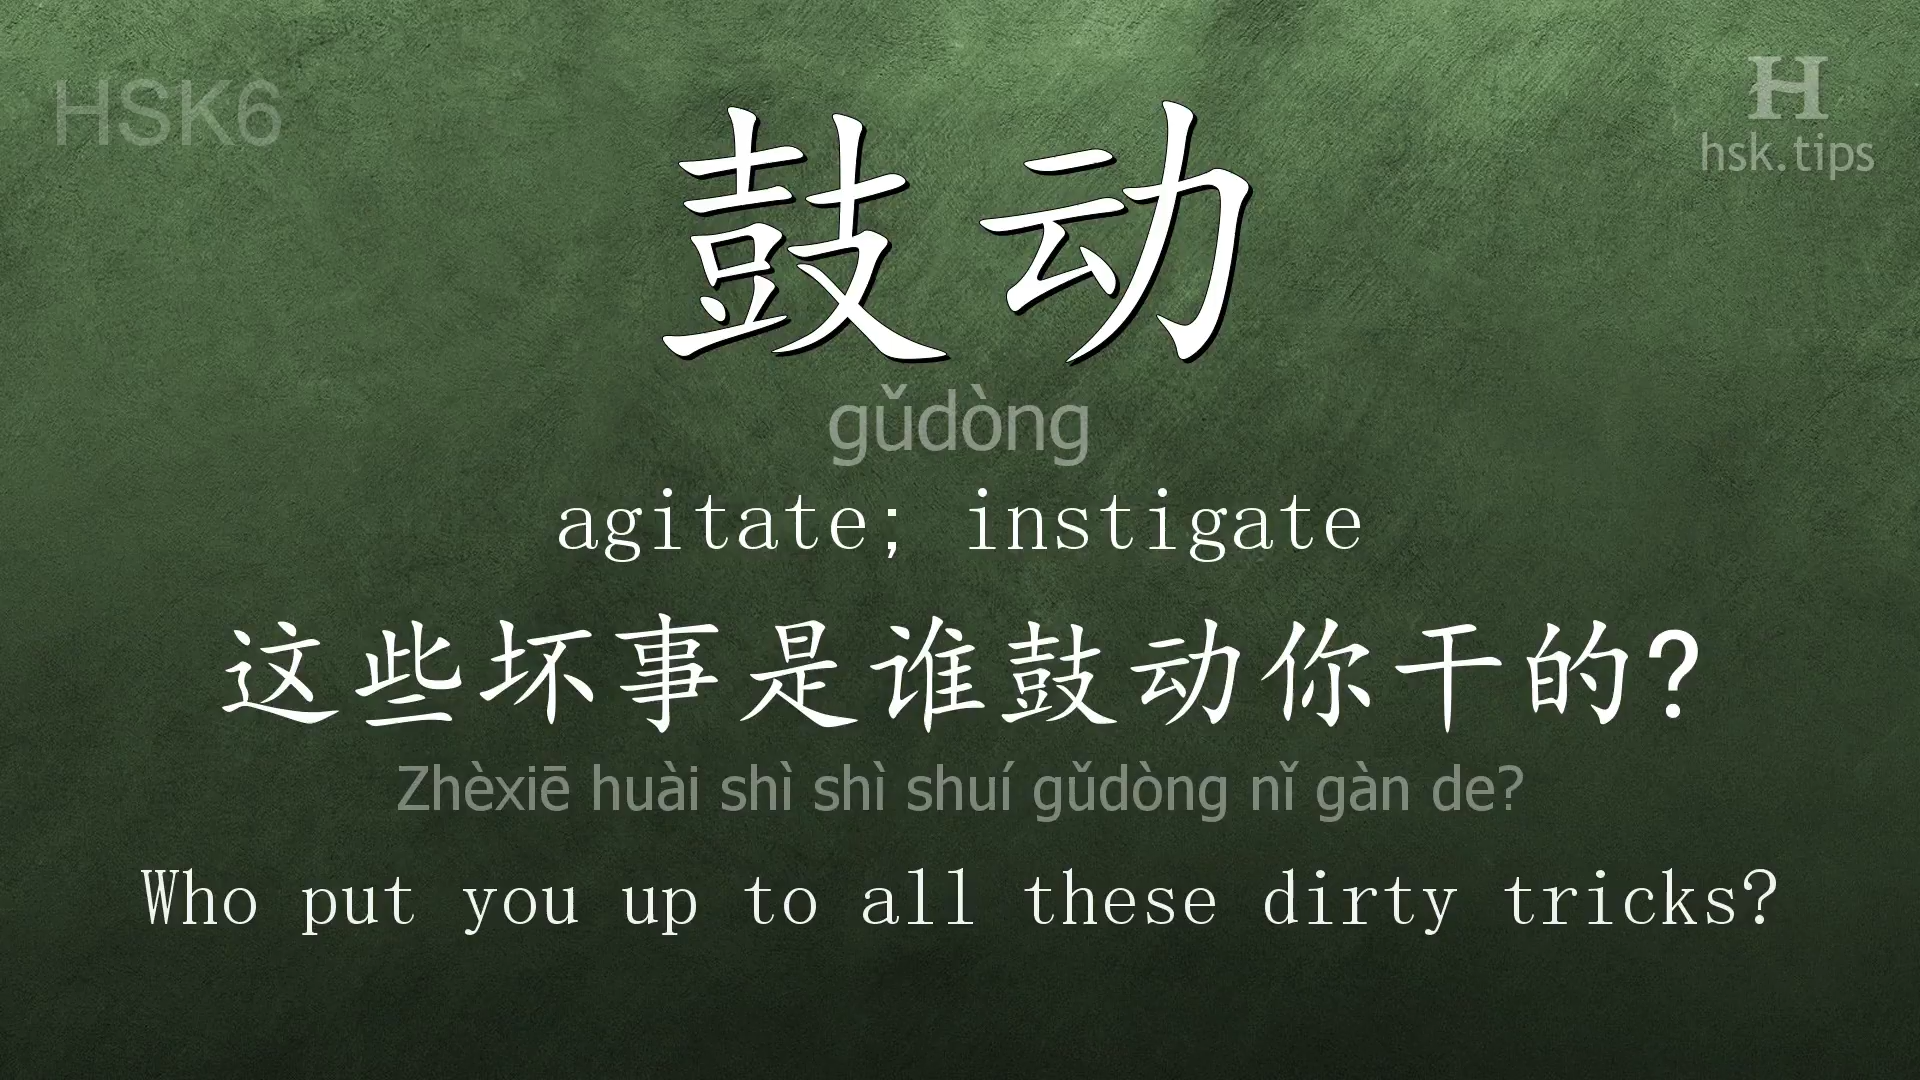 HSK6
H
hsk.tips
鼓动
gǔdòng
agitate; instigate
这些坏事是谁鼓动你干的?
Zhèxiē huài shì shì shuí gǔdòng nǐ gàn de?
Who put you up to all these dirty tricks?